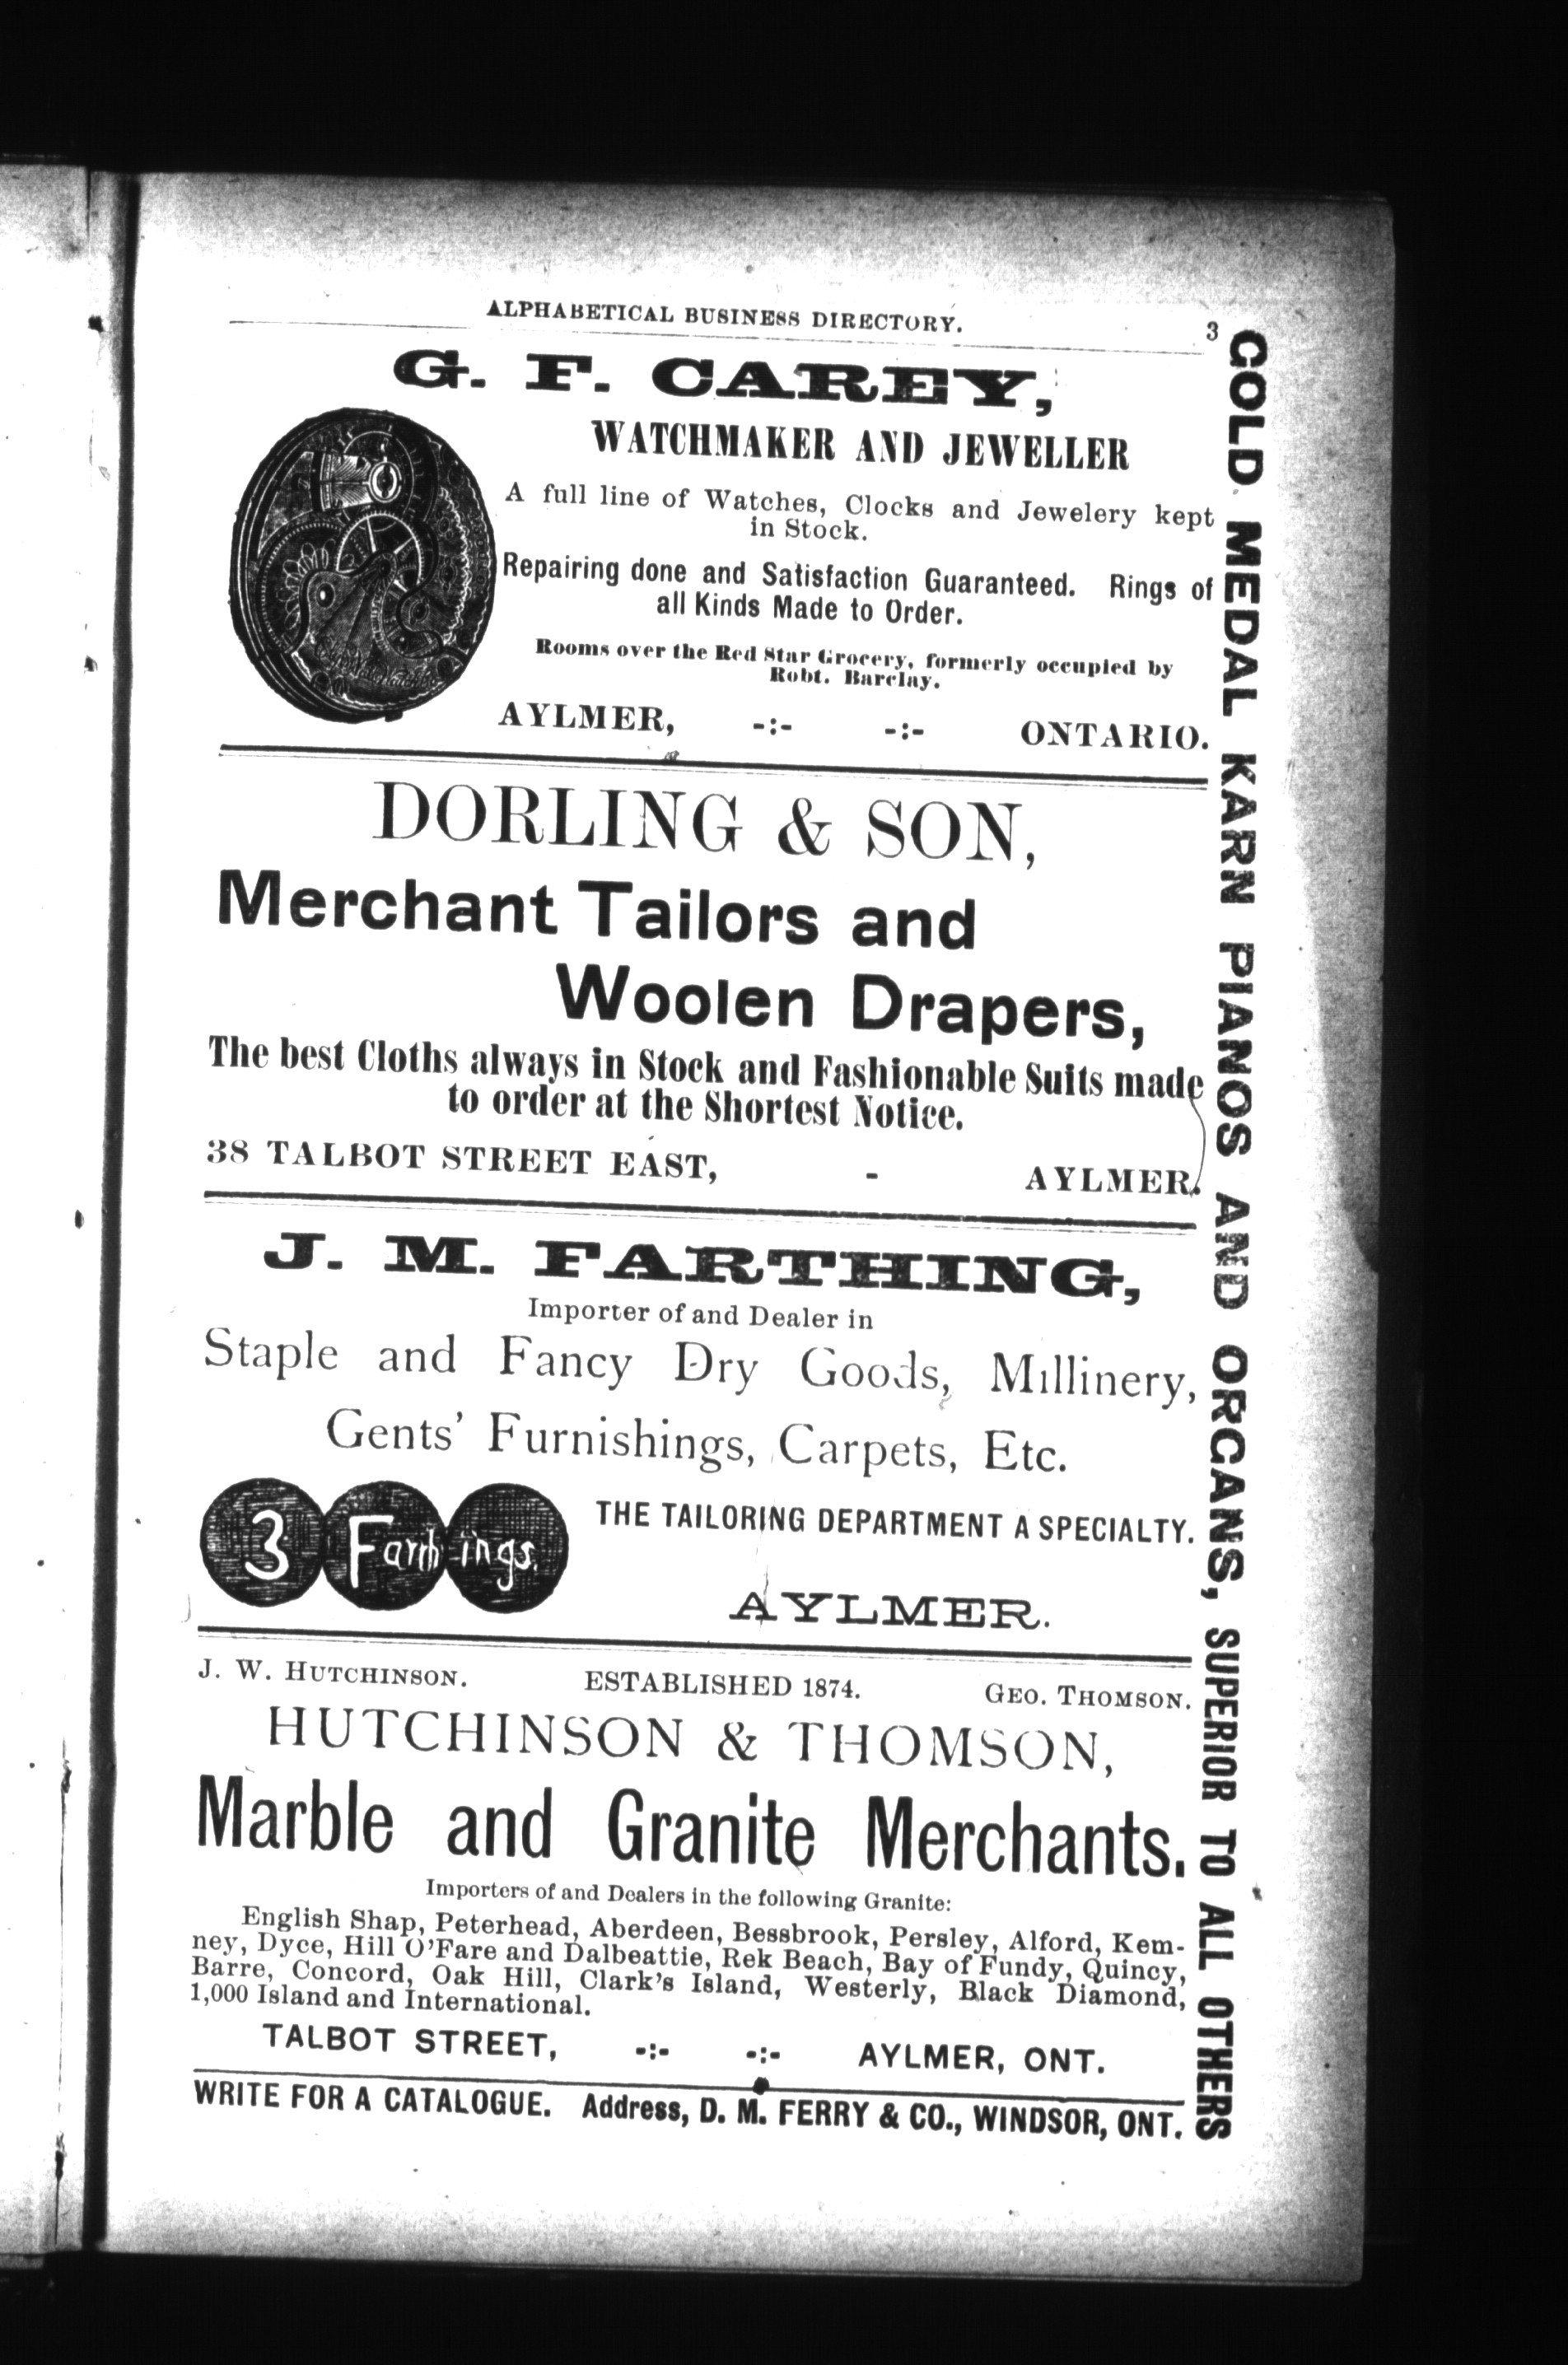 ALPHABETICAL BUSINESS DIRECTORY. 3
G. F. CAREY,
WATCHMAKER AND JEWELLER
A full line of Watches, Clocks and Jewelery kept
in Stock.
Repairing done and Satisfaction Guaranteed. Rings of
all Kinds Made to Order.
Rooms over the Red Star Grocery, formerly occupied by
Robt. Barclay.
AYLMER, -:- -:- ONTARIO.
DORLING & SON,
Merchant Tailors and
Woolen Drapers,
The best Cloths always in Stock and Fashionable Suits made
to order at the Shortest Notice.
38 TALBOT STREET EAST, - AYLMER.
J. M. FARTHING,
Importer of and Dealer in
Staple and Fancy Dry Goods, Millinery,
Gents' Furnishings, Carpets, Etc.
3 Farth-ings.
THE TAILORING DEPARTMENT A SPECIALTY.
AYLMER.
J. W. HUTCHINSON. ESTABLISHED 1874. GEO. THOMSON.
HUTCHINSON & THOMSON,
Marble and Granite Merchants.
Importers of and Dealers in the following Granite:
English Shap, Peterhead, Aberdeen, Bessbrook, Persley, Alford, Kem-
ney, Dyce, Hill O'Fare and Dalbeattie, Rek Beach, Bay of Fundy, Quincy,
Barre, Concord, Oak Hill, Clark's Island, Westerly, Black Diamond,
1,000 Island and International.
TALBOT STREET, -:- -:- AYLMER, ONT.
WRITE FOR A CATALOGUE. Address, D. M. FERRY & CO., WINDSOR, ONT.
GOLD MEDAL KARN PIANOS AND ORGANS, SUPERIOR TO ALL OTHERS